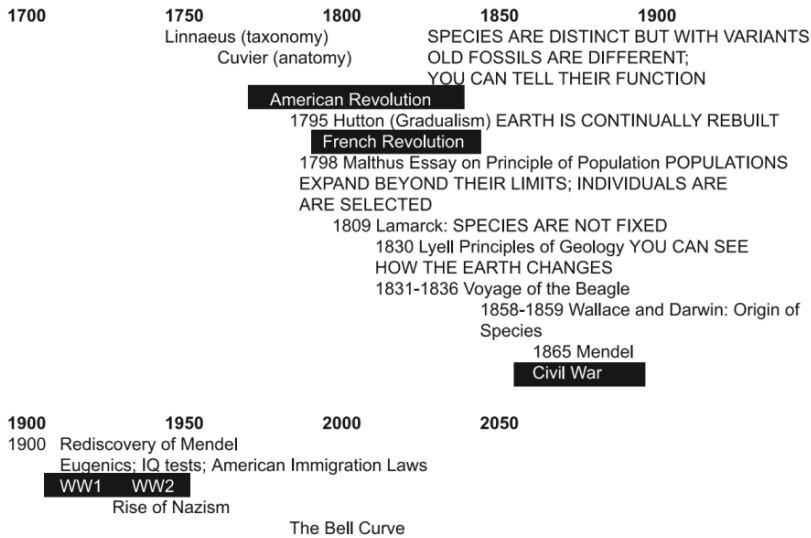 1700 1750 1800 1850 1900
Linnaeus (taxonomy) SPECIES ARE DISTINCT BUT WITH VARIANTS
Cuvier (anatomy) OLD FOSSILS ARE DIFFERENT;
YOU CAN TELL THEIR FUNCTION
American Revolution
1795 Hutton (Gradualism) EARTH IS CONTINUALLY REBUILT
French Revolution
1798 Malthus Essay on Principle of Population POPULATIONS
EXPAND BEYOND THEIR LIMITS; INDIVIDUALS ARE
ARE SELECTED
1809 Lamarck: SPECIES ARE NOT FIXED
1830 Lyell Principles of Geology YOU CAN SEE
HOW THE EARTH CHANGES
1831-1836 Voyage of the Beagle
1858-1859 Wallace and Darwin: Origin of
Species
1865 Mendel
Civil War
1900 1950 2000 2050
1900 Rediscovery of Mendel
Eugenics; IQ tests; American Immigration Laws
WW1 WW2
Rise of Nazism
The Bell Curve